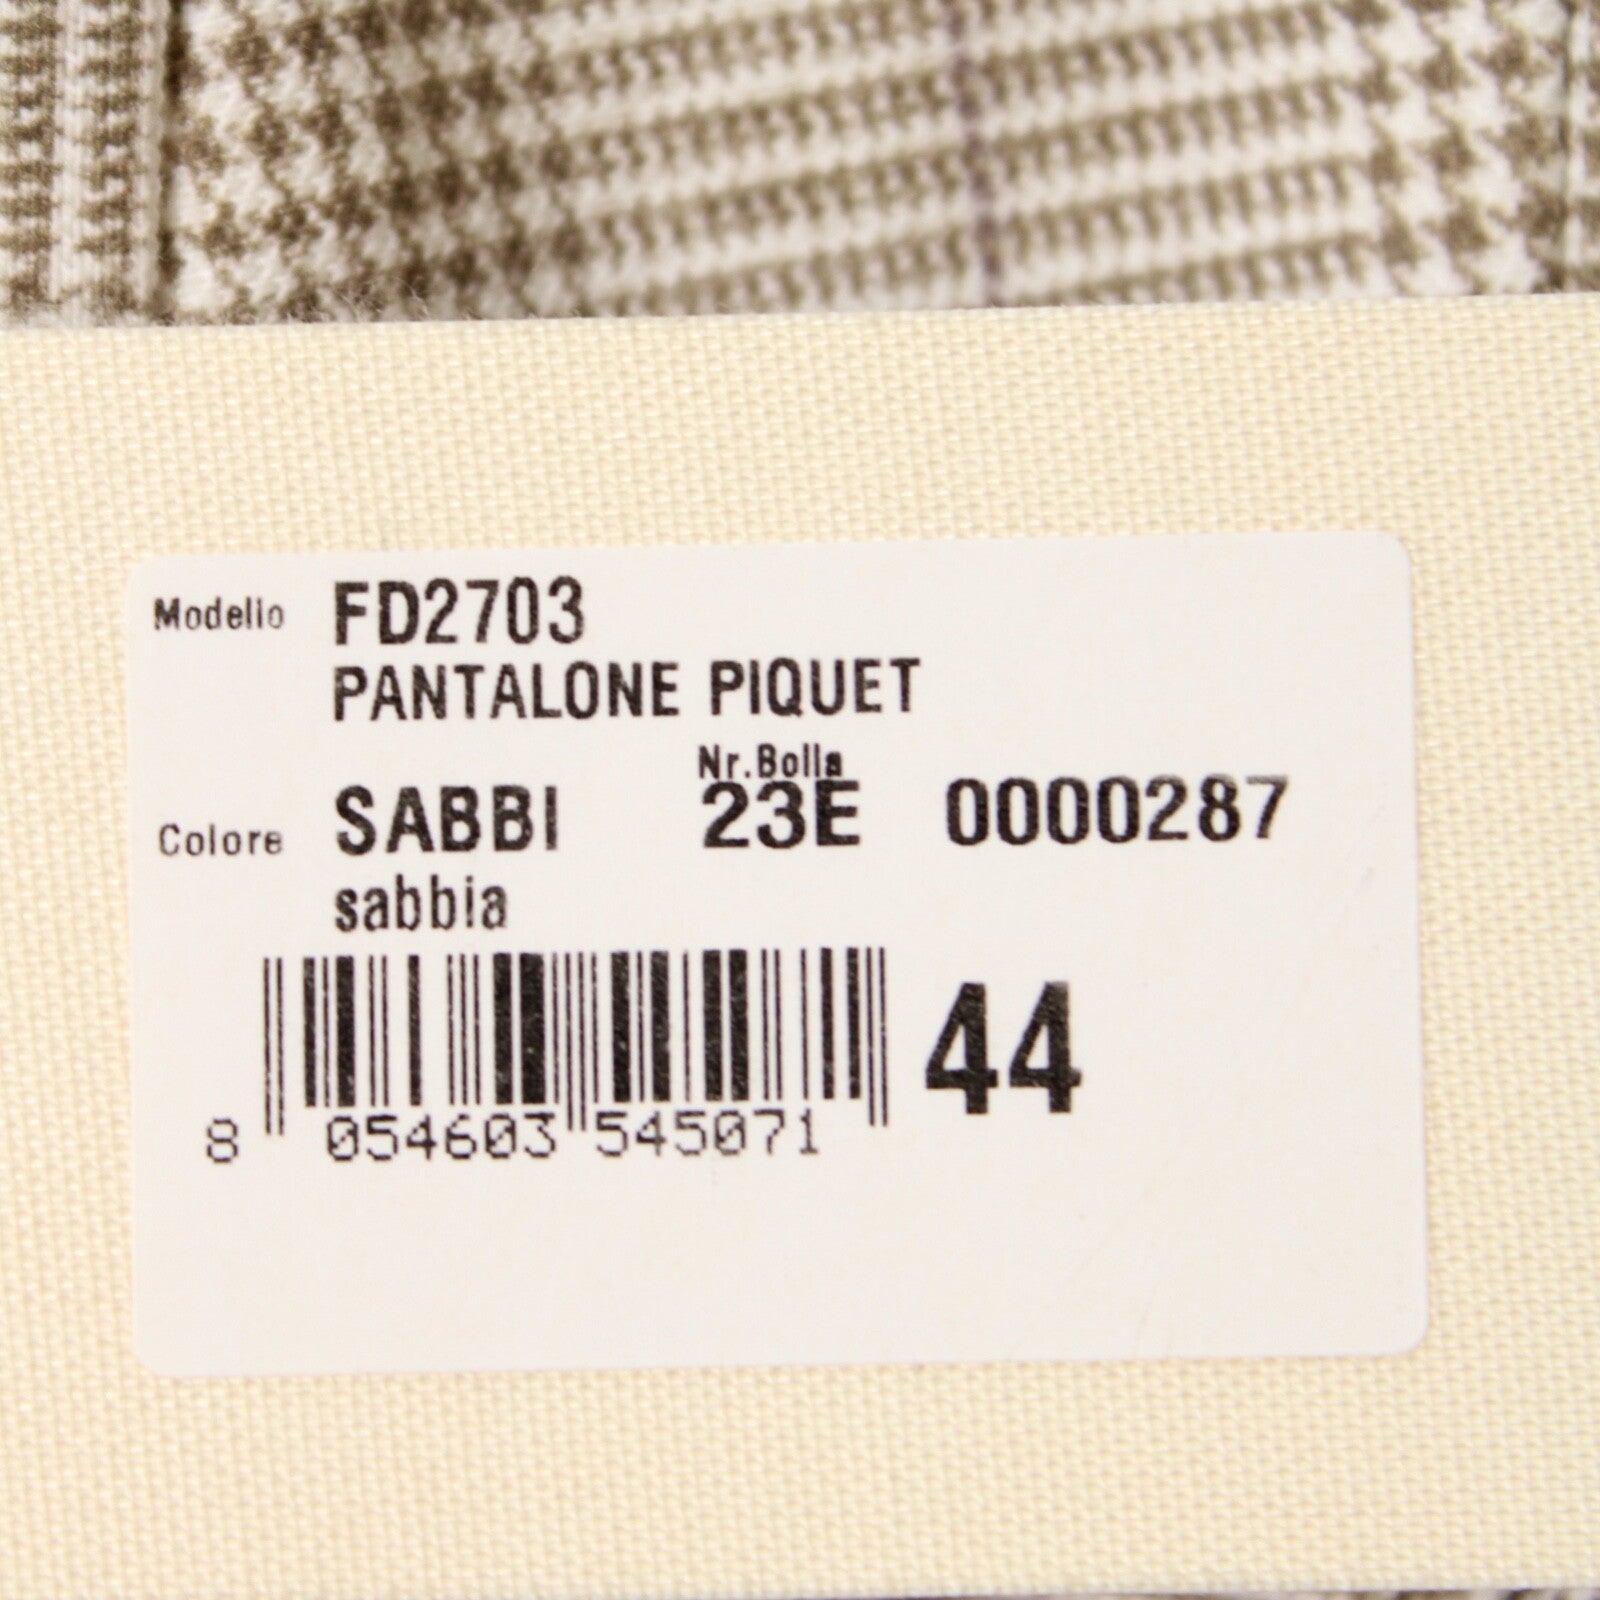 Modello FD2703
PANTALONE PIQUET
Nr.Bolla
Colore SABBI 23E 0000287
sabbia
44
8 054603 545071